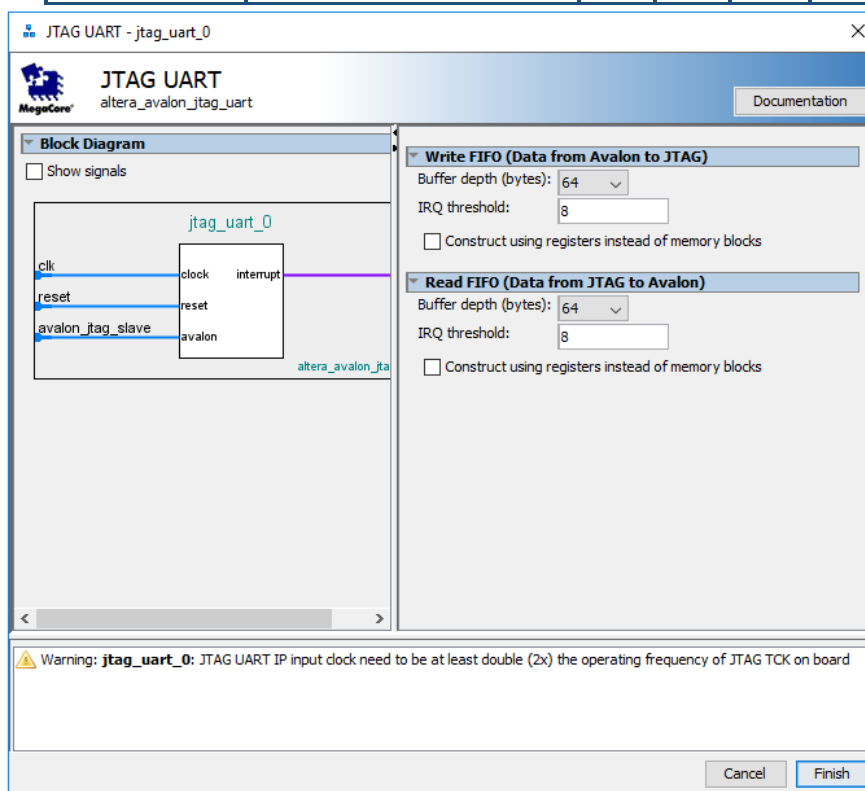 JTAG UART - jtag_uart_0
JTAG UART
altera_avalon_jtag_uart
MegaCore®
Documentation
Block Diagram
Show signals
jtag_uart_0
clk
clock interrupt
reset
reset
avalon_jtag_slave
avalon
altera_avalon_jta
Write FIFO (Data from Avalon to JTAG)
Buffer depth (bytes): 64
IRQ threshold: 8
Construct using registers instead of memory blocks
Read FIFO (Data from JTAG to Avalon)
Buffer depth (bytes): 64
IRQ threshold: 8
Construct using registers instead of memory blocks
Warning: jtag_uart_0: JTAG UART IP input clock need to be at least double (2x) the operating frequency of JTAG TCK on board
Cancel Finish